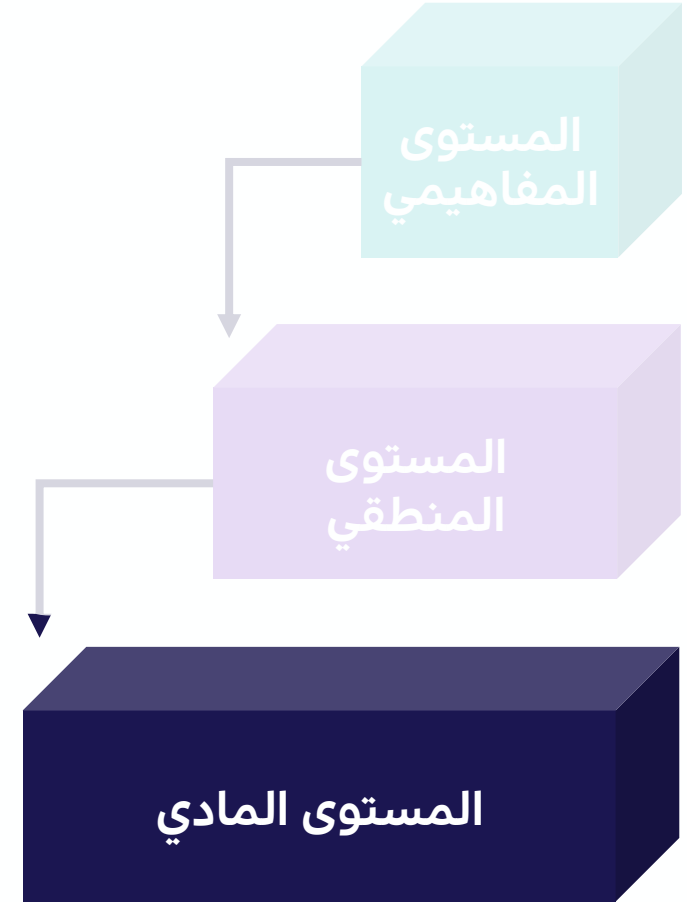 المستوى
المفاهيمي
المستوى
المنطقي
المستوى المادي